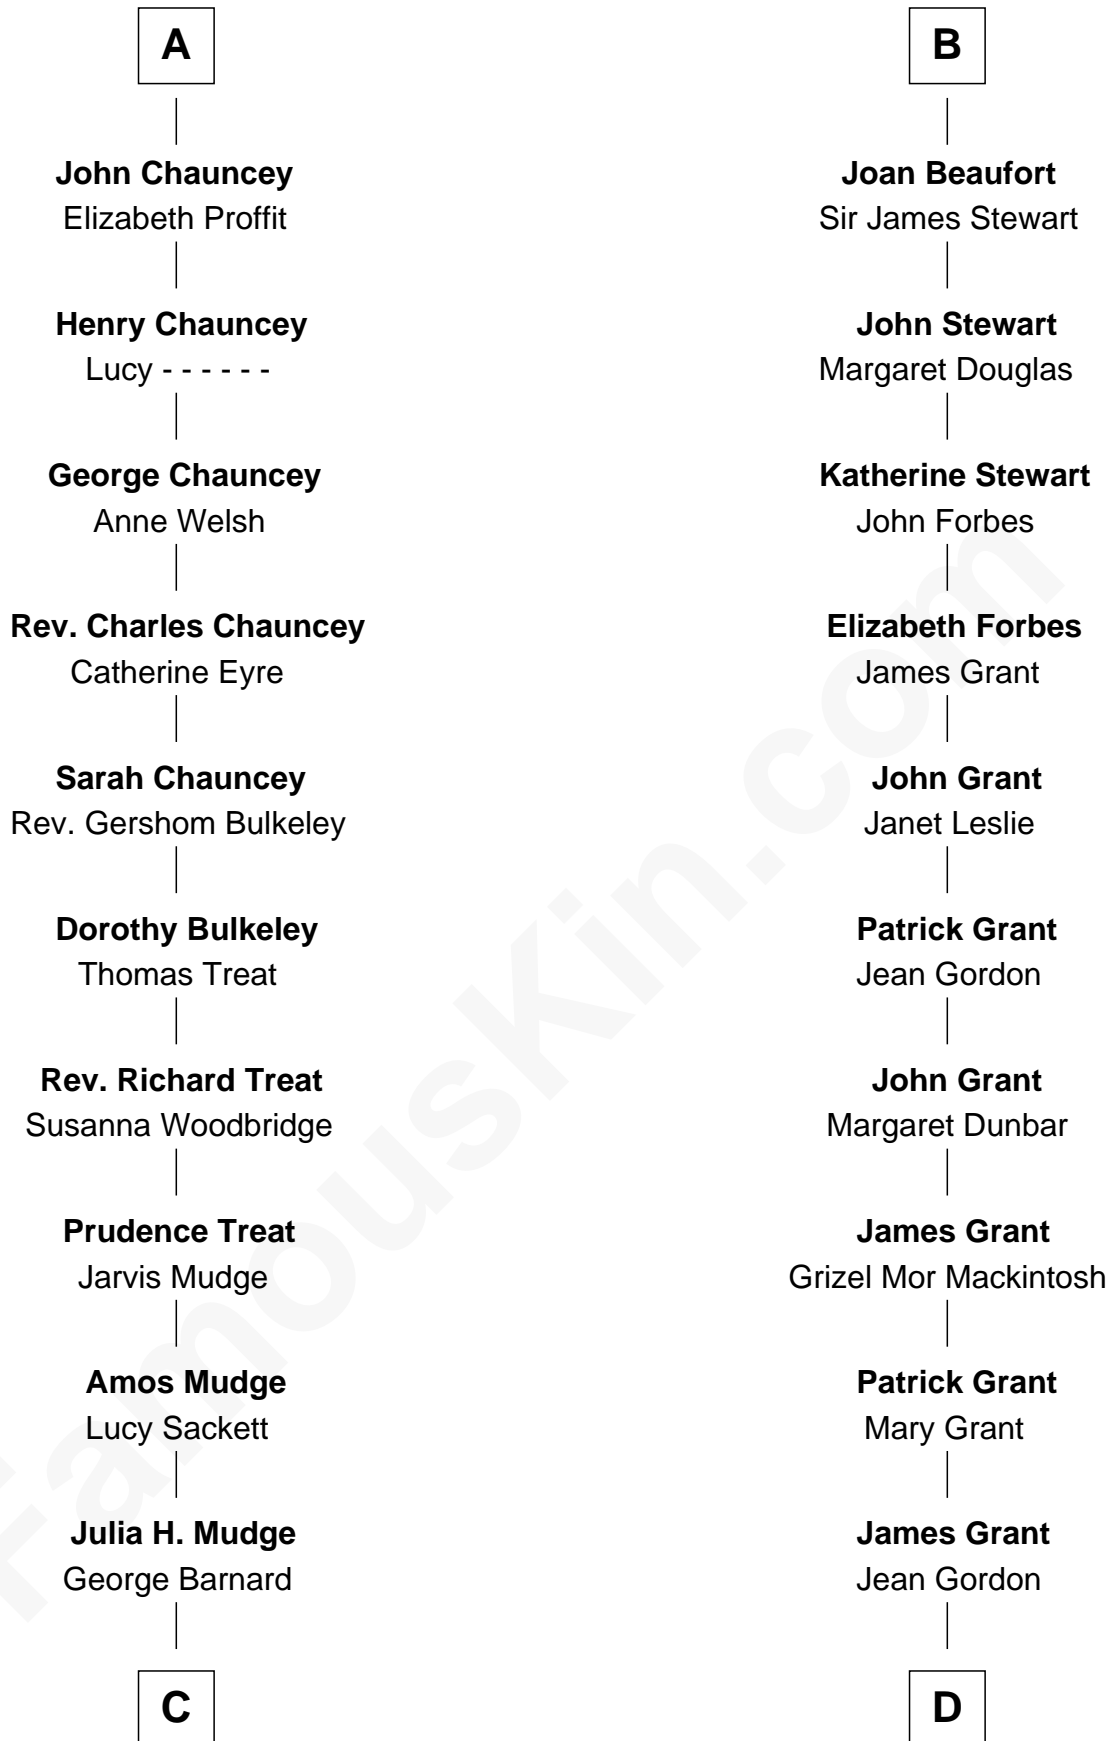 A
John Chauncey
Elizabeth Proffit
Henry Chauncey
Lucy - - - - - -
George Chauncey
Anne Welsh
Rev. Charles Chauncey
Catherine Eyre
Sarah Chauncey
Rev. Gershom Bulkeley
Dorothy Bulkeley
Thomas Treat
Rev. Richard Treat
Susanna Woodbridge
Prudence Treat
Jarvis Mudge
Amos Mudge
Lucy Sackett
Julia H. Mudge
George Barnard
C
B
Joan Beaufort
Sir James Stewart
John Stewart
Margaret Douglas
Katherine Stewart
John Forbes
Elizabeth Forbes
James Grant
John Grant
Janet Leslie
Patrick Grant
Jean Gordon
John Grant
Margaret Dunbar
James Grant
Grizel Mor Mackintosh
Patrick Grant
Mary Grant
James Grant
Jean Gordon
D
FamousKin.com